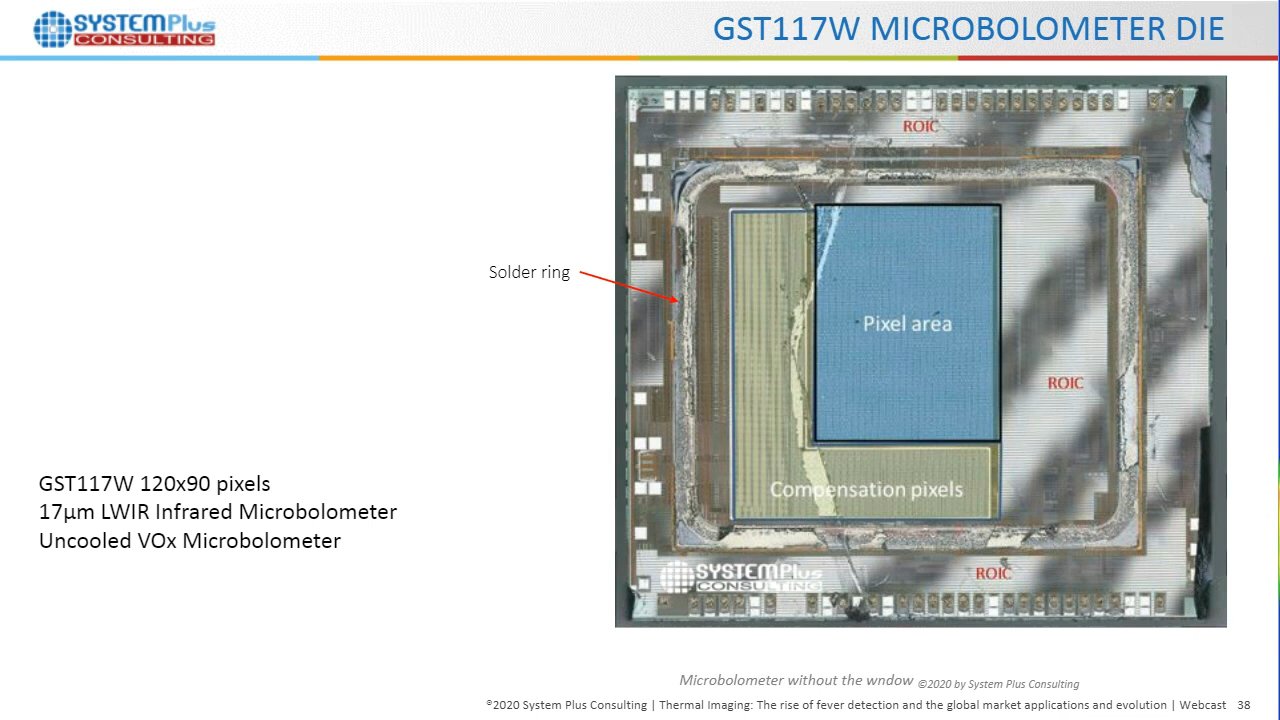 SYSTEMPlus
CONSULTING
GST117W MICROBOLOMETER DIE
ROIC
Solder ring
Pixel area
ROIC
Compensation pixels
GST117W 120x90 pixels
17µm LWIR Infrared Microbolometer
Uncooled VOx Microbolometer
ROIC
SYSTEMPlus
CONSULTING
Microbolometer without the wndow ©2020 by System Plus Consulting
©2020 System Plus Consulting | Thermal Imaging: The rise of fever detection and the global market applications and evolution | Webcast 38